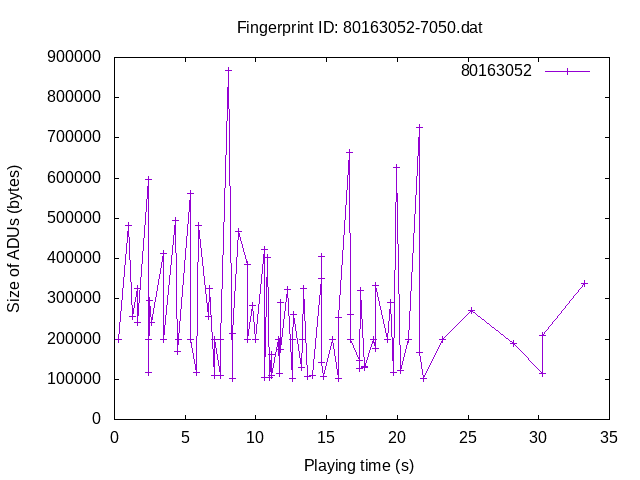 Fingerprint ID: 80163052-7050.dat
900000
800000
700000
600000
500000
400000
300000
200000
100000
0
80163052
Size of ADUs (bytes)
0 5 10 15 20 25 30 35
Playing time (s)